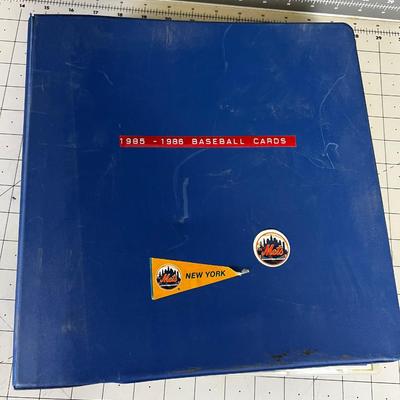 1985 - 1986 BASEBALL CARDS
Mets
Mets
NEW YORK